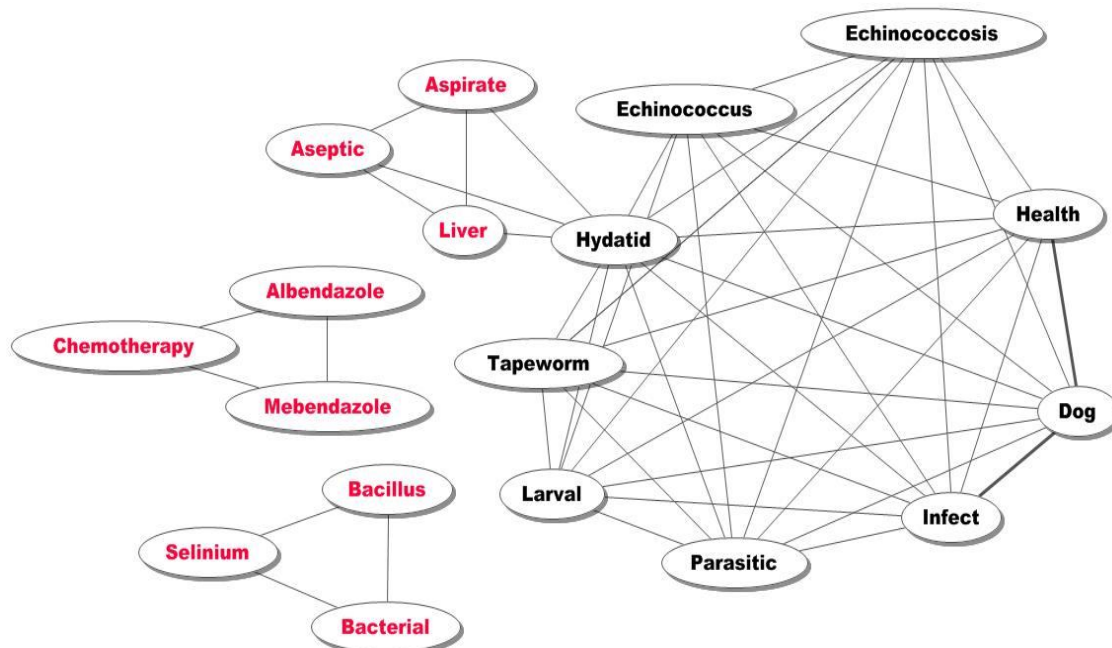 Echinococcosis
Aspirate
Echinococcus
Aseptic
Health
Liver
Hydatid
Albendazole
Chemotherapy
Tapeworm
Mebendazole
Dog
Bacillus
Larval
Infect
Selinium
Parasitic
Bacterial